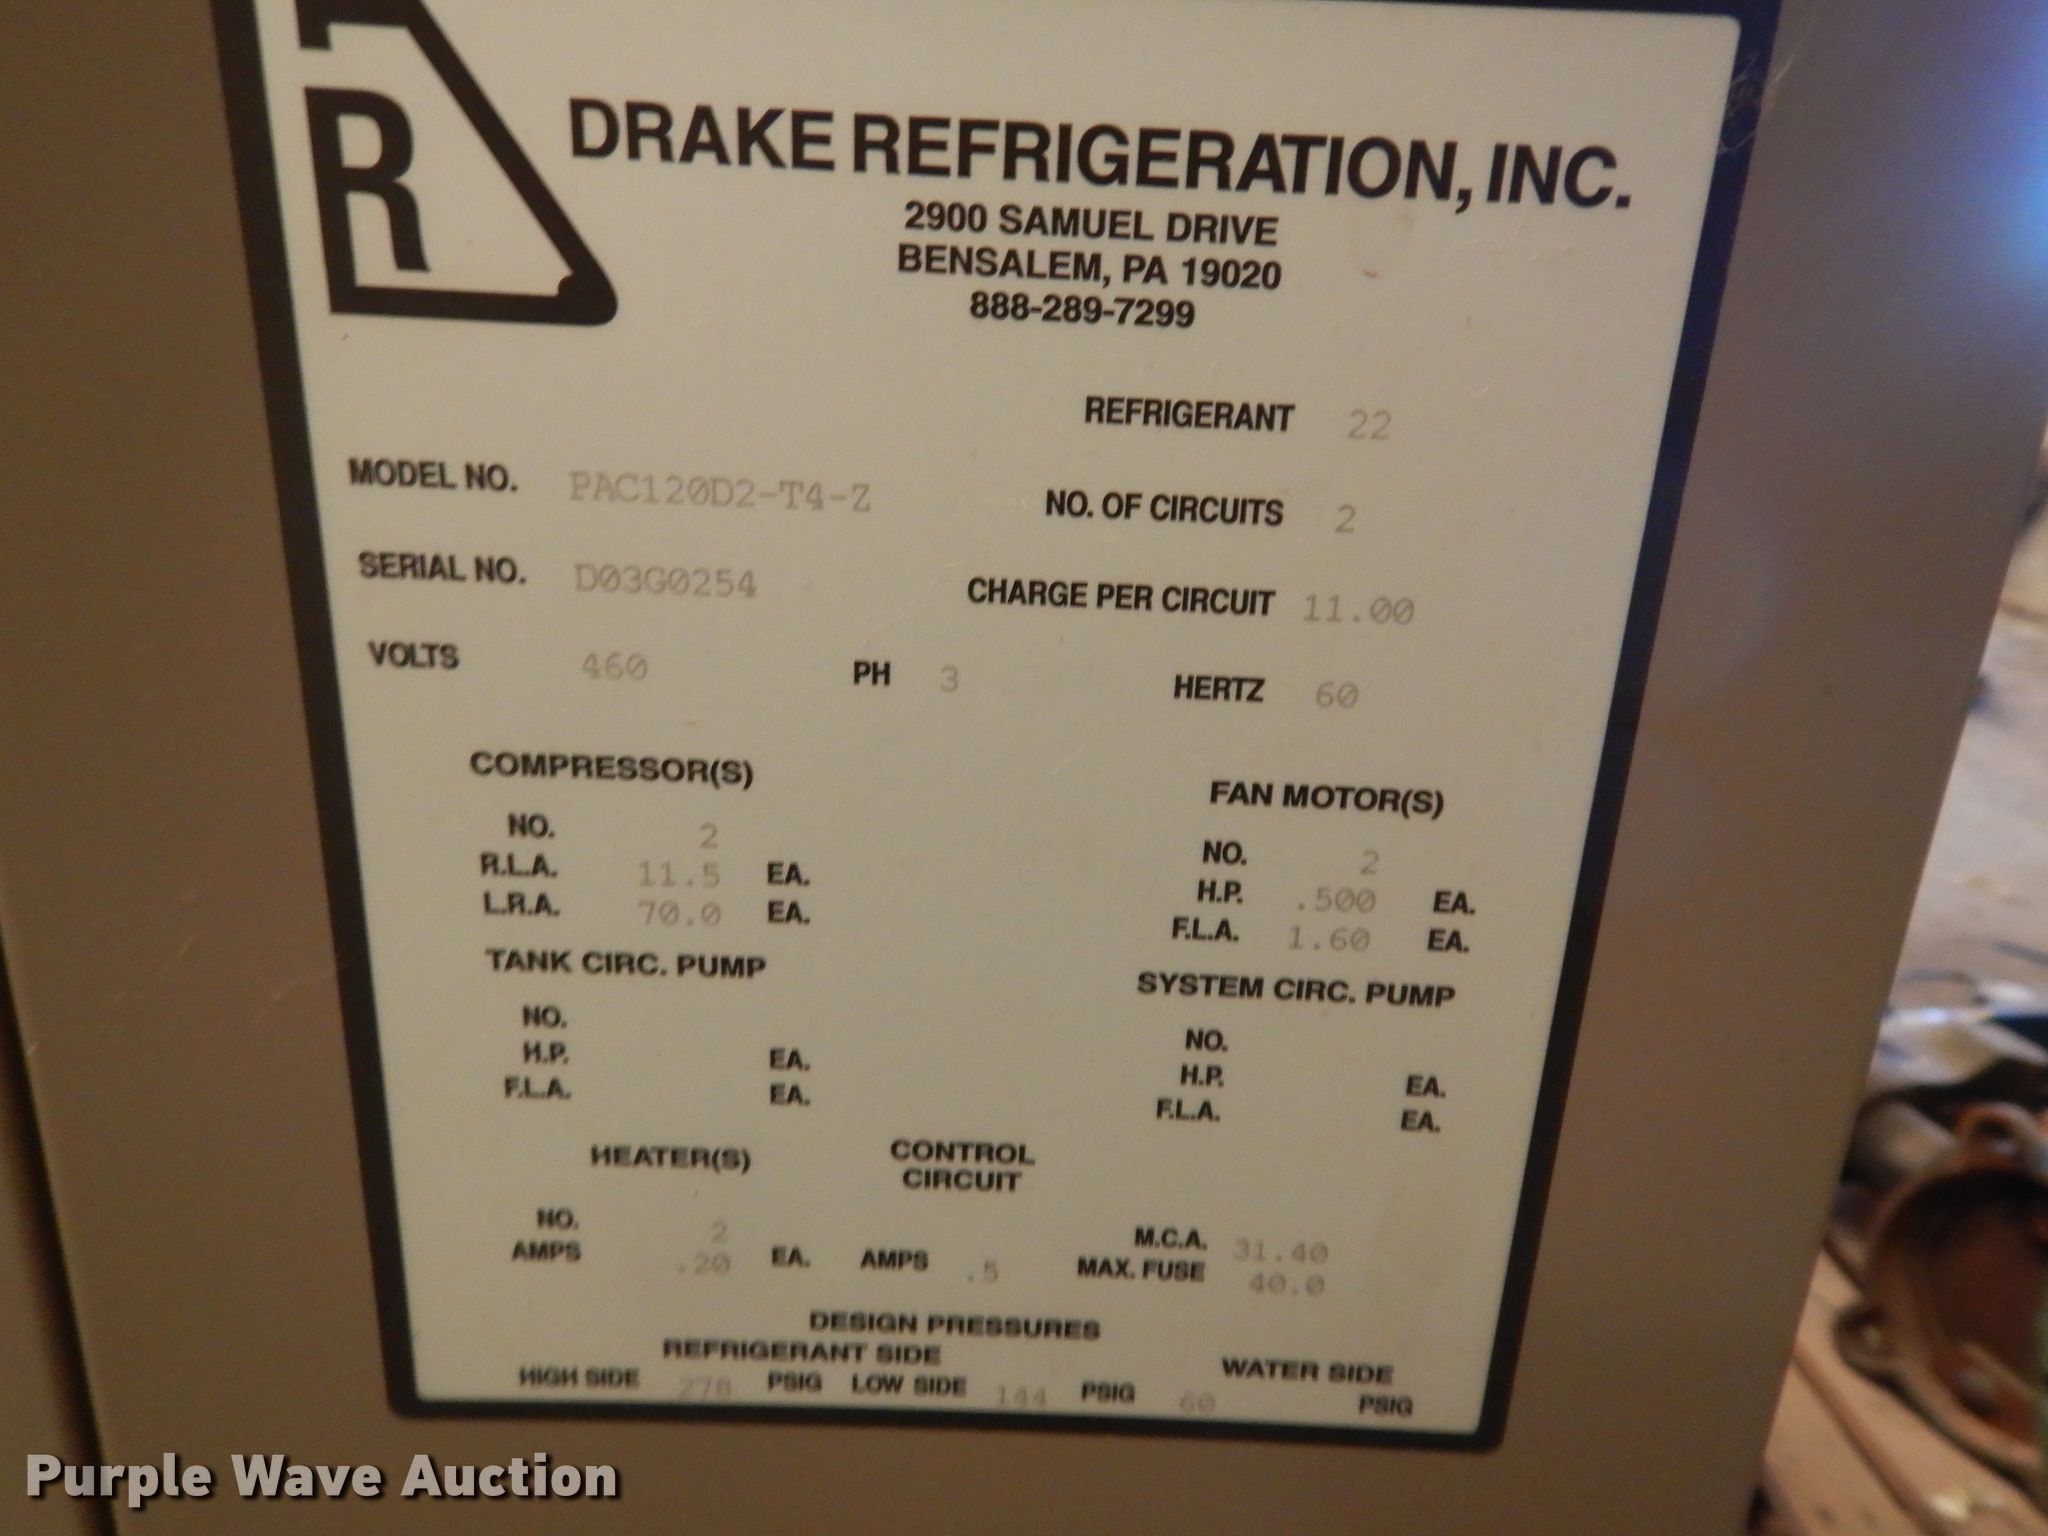 R
DRAKE REFRIGERATION, INC.
2900 SAMUEL DRIVE
BENSALEM, PA 19020
888-289-7299
REFRIGERANT 22
MODEL NO. PAC120D2-T4-Z NO. OF CIRCUITS 2
SERIAL NO. D03G0254 CHARGE PER CIRCUIT 11.00
VOLTS 460 PH 3 HERTZ 60
COMPRESSOR(S)
NO. 2
R.L.A. 11.5 EA.
L.R.A. 70.0 EA.
FAN MOTOR(S)
NO. 2
H.P. .500 EA.
F.L.A. 1.60 EA.
TANK CIRC. PUMP
NO.
H.P. EA.
F.L.A. EA.
SYSTEM CIRC. PUMP
NO.
H.P. EA.
F.L.A. EA.
HEATER(S)
NO. 2
AMPS .20 EA.
CONTROL
CIRCUIT
AMPS .5
M.C.A. 31.40
MAX. FUSE 40.0
DESIGN PRESSURES
REFRIGERANT SIDE
WATER SIDE
HIGH SIDE PSIG LOW SIDE 144 PSIG 60 PSIG
Purple Wave Auction